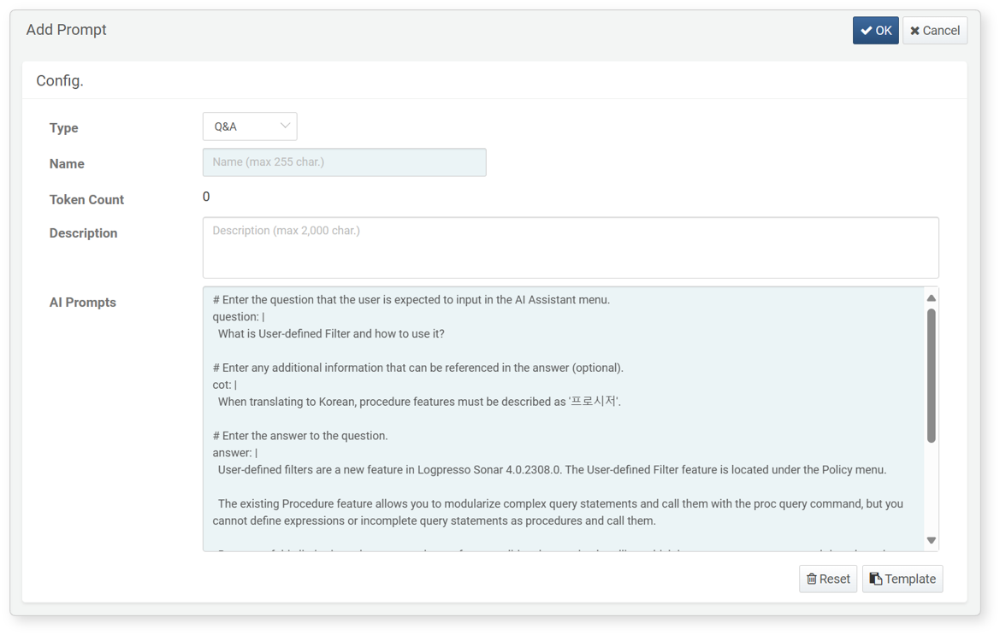 Add Prompt
OK
Cancel
Config.
Type
Q&A
Name
Name (max 255 char.)
Token Count
0
Description
Description (max 2,000 char.)
AI Prompts
# Enter the question that the user is expected to input in the AI Assistant menu.
question: |
What is User-defined Filter and how to use it?
# Enter any additional information that can be referenced in the answer (optional).
cot: |
When translating to Korean, procedure features must be described as '프로시저'.
# Enter the answer to the question.
answer: |
User-defined filters are a new feature in Logpresso Sonar 4.0.2308.0. The User-defined Filter feature is located under the Policy menu.
The existing Procedure feature allows you to modularize complex query statements and call them with the proc query command, but you
cannot define expressions or incomplete query statements as procedures and call them.
Reset
Template